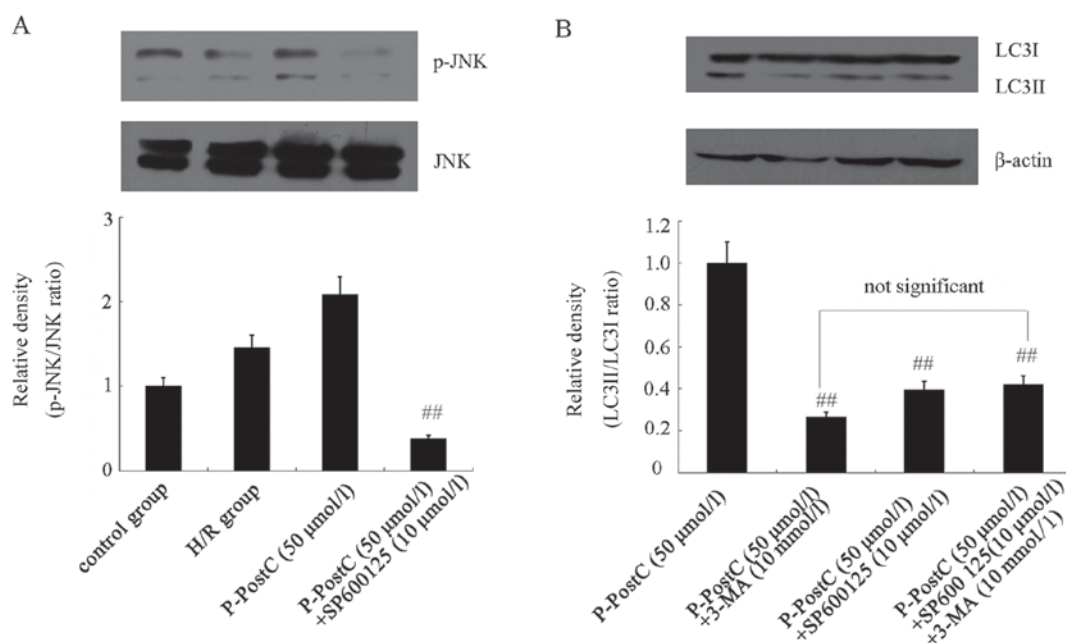 A
p-JNK
JNK
3
2
1
0
Relative density
(p-JNK/JNK ratio)
##
control group
H/R group
P-PostC (50 μmol/l)
P-PostC (50 μmol/l)
+SP600125 (10 μmol/l)
B
LC3I
LC3II
β-actin
1.2
1.0
0.8
0.6
0.4
0.2
0
Relative density
(LC3II/LC3I ratio)
not significant
##
##
##
P-PostC (50 μmol/l)
P-PostC (50 μmol/l)
+3-MA (10 mmol/l)
P-PostC (50 μmol/l)
+SP600125 (10 μmol/l)
P-PostC (50 μmol/l)
+SP600 125(10 μmol/l)
+3-MA (10 mmol/1)